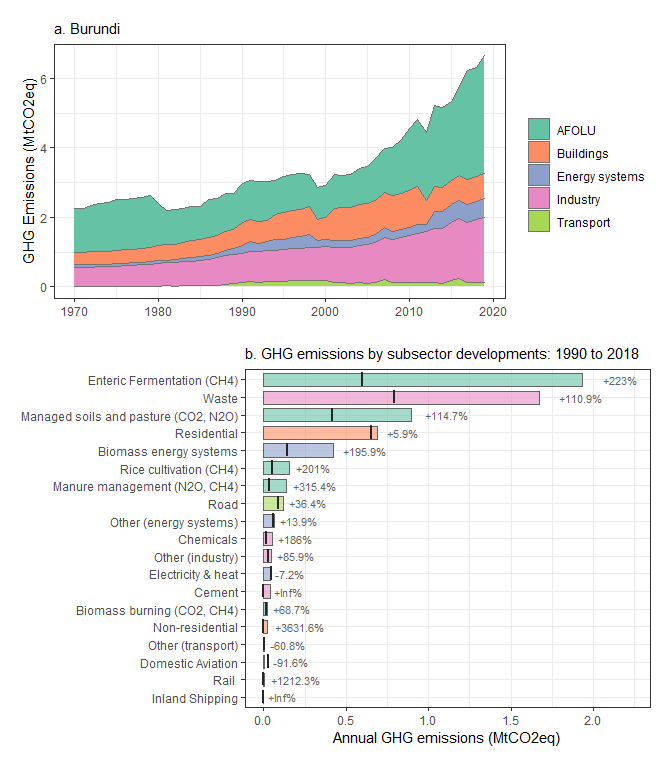 a. Burundi
GHG Emissions (MtCO2eq)
6
4
2
0
1970 1980 1990 2000 2010 2020
AFOLU
Buildings
Energy systems
Industry
Transport
b. GHG emissions by subsector developments: 1990 to 2018
Enteric Fermentation (CH4) +223%
Waste +110.9%
Managed soils and pasture (CO2, N2O) +114.7%
Residential +5.9%
Biomass energy systems +195.9%
Rice cultivation (CH4) +201%
Manure management (N2O, CH4) +315.4%
Road +36.4%
Other (energy systems) +13.9%
Chemicals +186%
Other (industry) +85.9%
Electricity & heat -7.2%
Cement +Inf%
Biomass burning (CO2, CH4) +68.7%
Non-residential +3631.6%
Other (transport) -60.8%
Domestic Aviation -91.6%
Rail +1212.3%
Inland Shipping +Inf%
0.0 0.5 1.0 1.5 2.0
Annual GHG emissions (MtCO2eq)